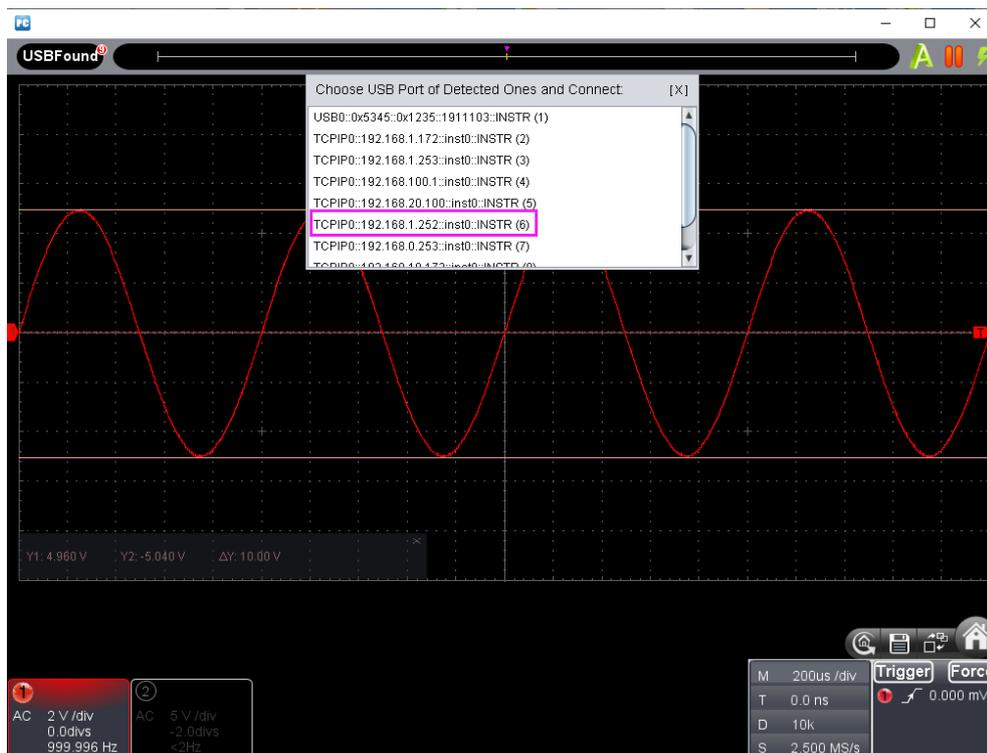 PC
USBFound 9
Choose USB Port of Detected Ones and Connect: [X]
USB0::0x5345::0x1235::1911103::INSTR (1)
TCPIP0::192.168.1.172::inst0::INSTR (2)
TCPIP0::192.168.1.253::inst0::INSTR (3)
TCPIP0::192.168.100.1::inst0::INSTR (4)
TCPIP0::192.168.20.100::inst0::INSTR (5)
TCPIP0::192.168.1.252::inst0::INSTR (6)
TCPIP0::192.168.0.253::inst0::INSTR (7)
T
Y1: 4.960 V Y2: -5.040 V ΔY: 10.00 V
1
AC 2 V /div
0.0divs
999.996 Hz
2
AC 5 V /div
-2.0divs
<2Hz
M 200us /div
T 0.0 ns
D 10k
S 2.500 MS/s
Trigger Forc
1 0.000 mV